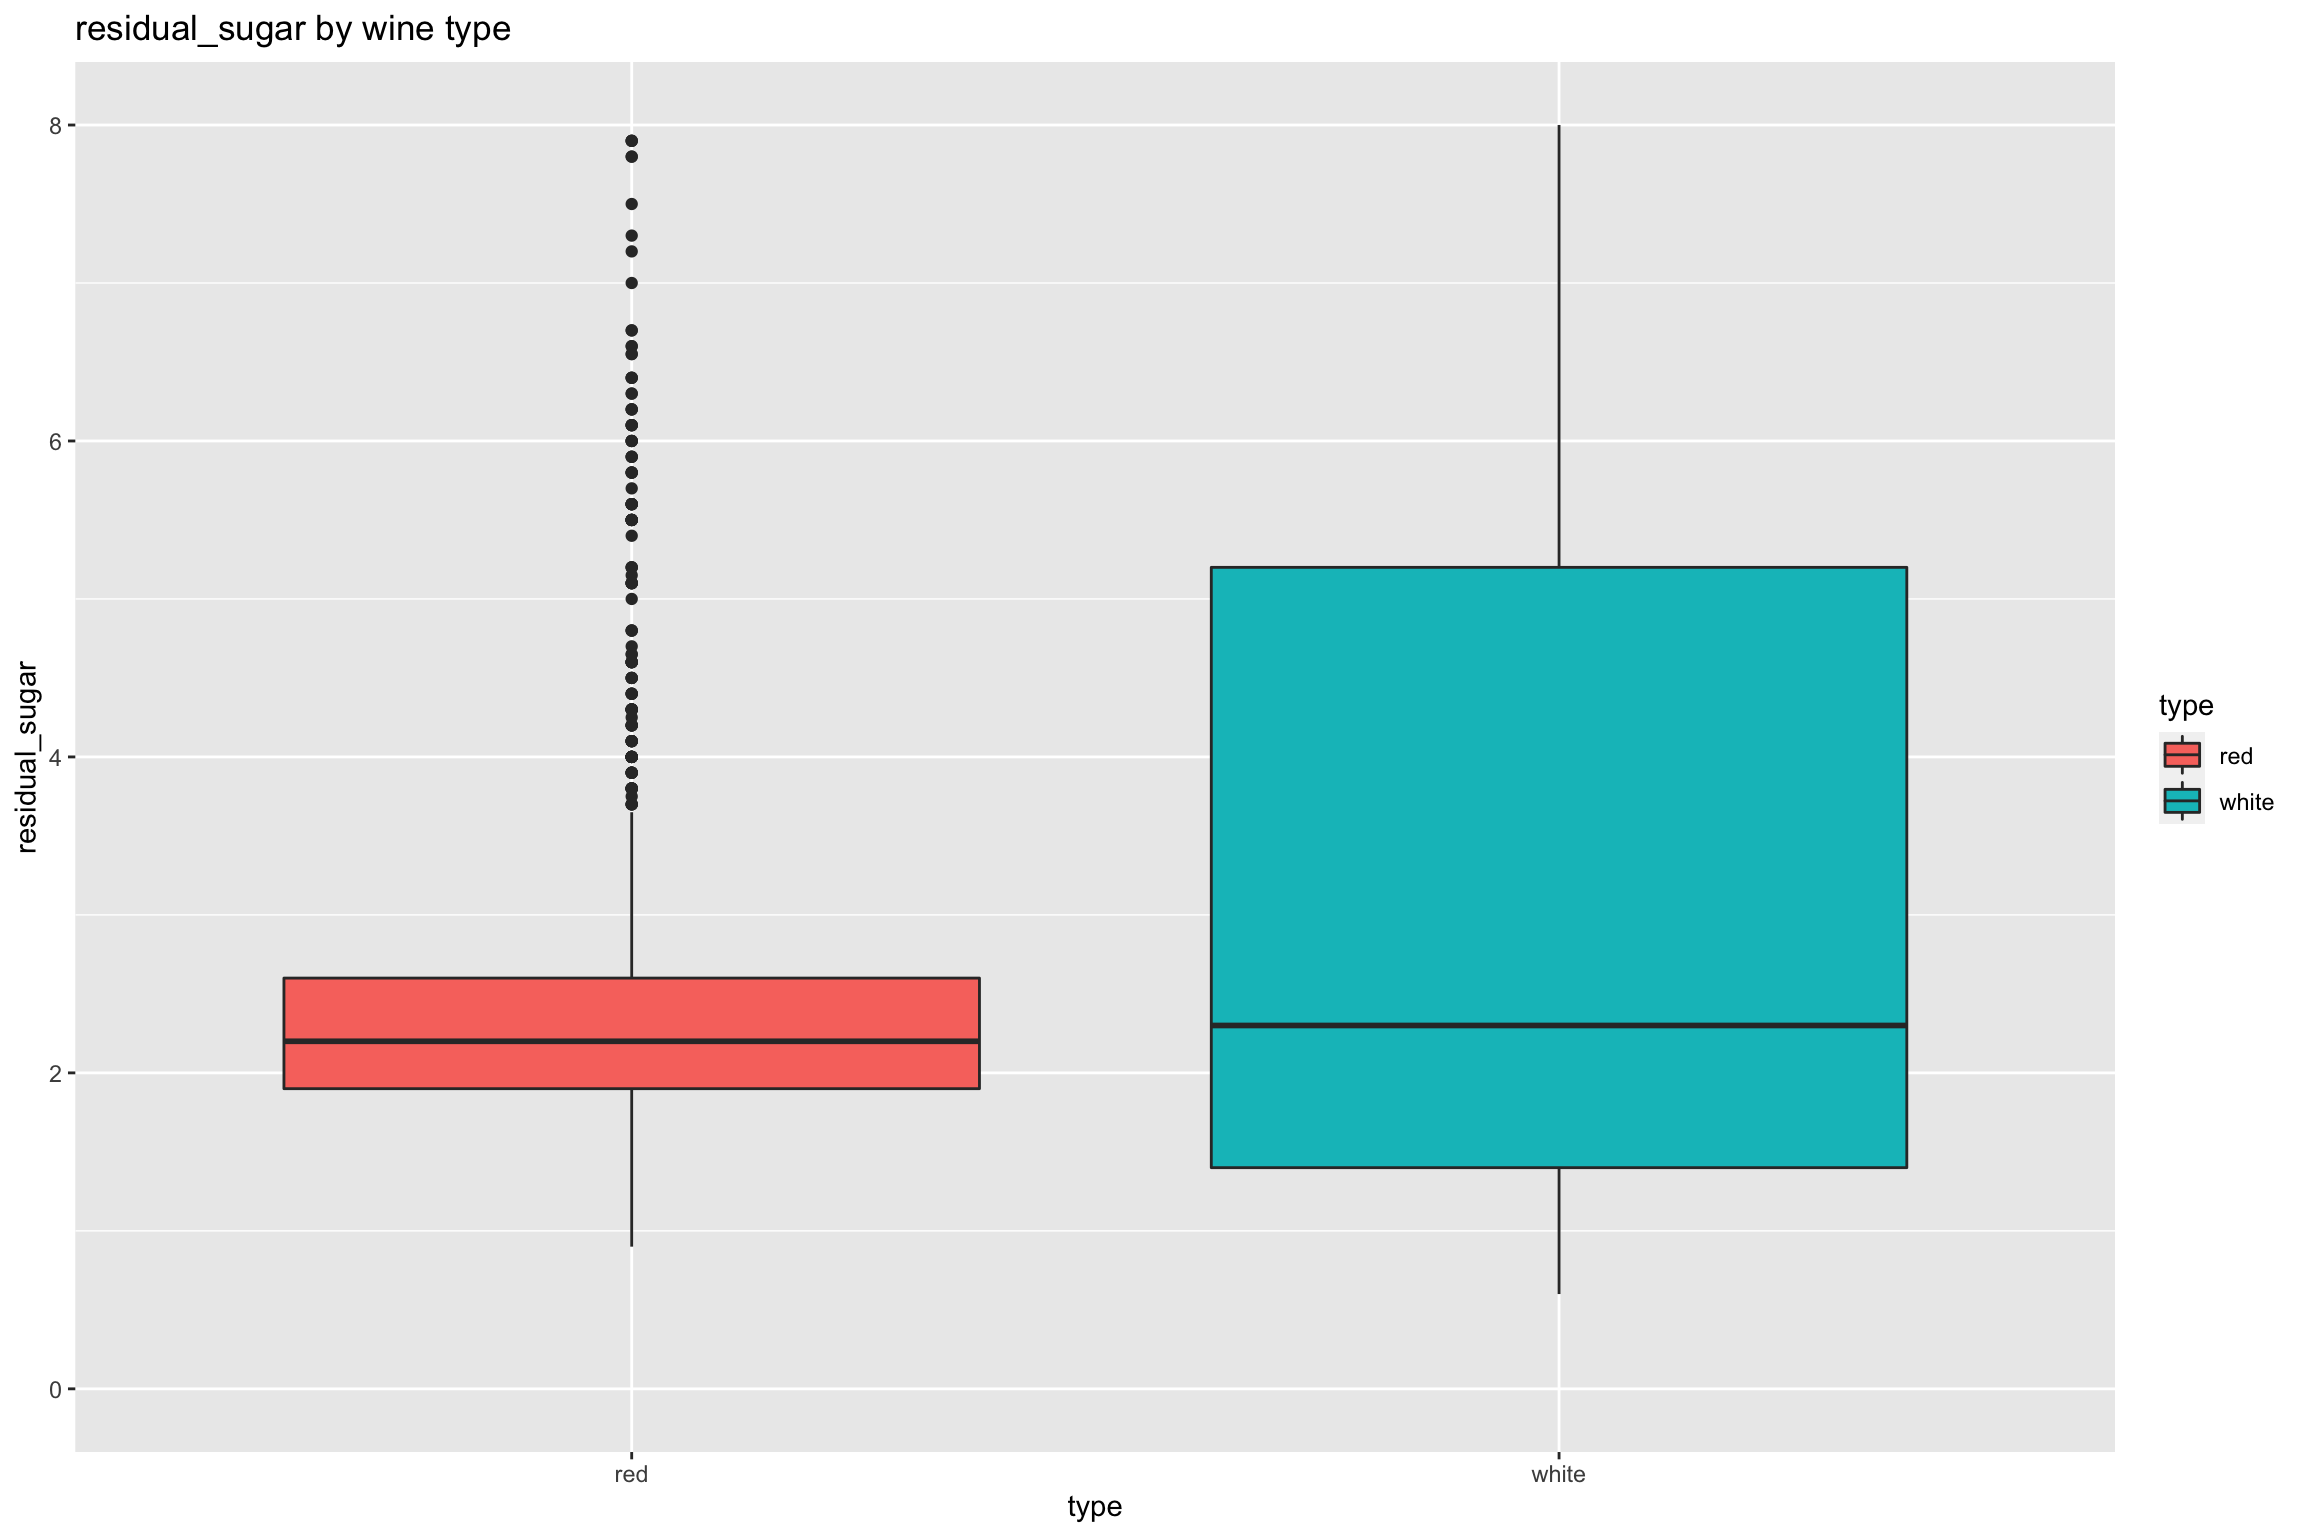 residual_sugar by wine type
residual_sugar
8
6
4
2
0
red
white
type
type
red
white